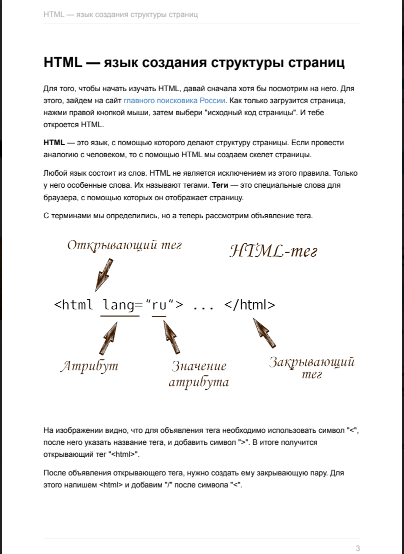 HTML — язык создания структуры страниц
HTML — язык создания структуры страниц
Для того, чтобы начать изучать HTML, давай сначала хотя бы посмотрим на него. Для
этого, зайдем на сайт главного поисковика России. Как только загрузится страница,
нажми правой кнопкой мыши, затем выбери "исходный код страницы". И тебе
откроется HTML.
HTML — это язык, с помощью которого делают структуру страницы. Если провести
аналогию с человеком, то с помощью HTML мы создаем скелет страницы.
Любой язык состоит из слов. HTML не является исключением из этого правила. Только
у него особенные слова. Их называют тегами. Теги — это специальные слова для
браузера, с помощью которых он отображает страницу.
С терминами мы определились, но а теперь рассмотрим объявление тега.
Открывающий тег
HTML-тег
<html lang="ru"> ... </html>
Атрибут
Значение
атрибута
Закрывающий
тег
На изображении видно, что для объявления тега необходимо использовать символ "<",
после него указать название тега, и добавить символ ">". В итоге получится
открывающий тег "<html>".
После объявления открывающего тега, нужно создать ему закрывающую пару. Для
этого напишем <html> и добавим "/" после символа "<".
3